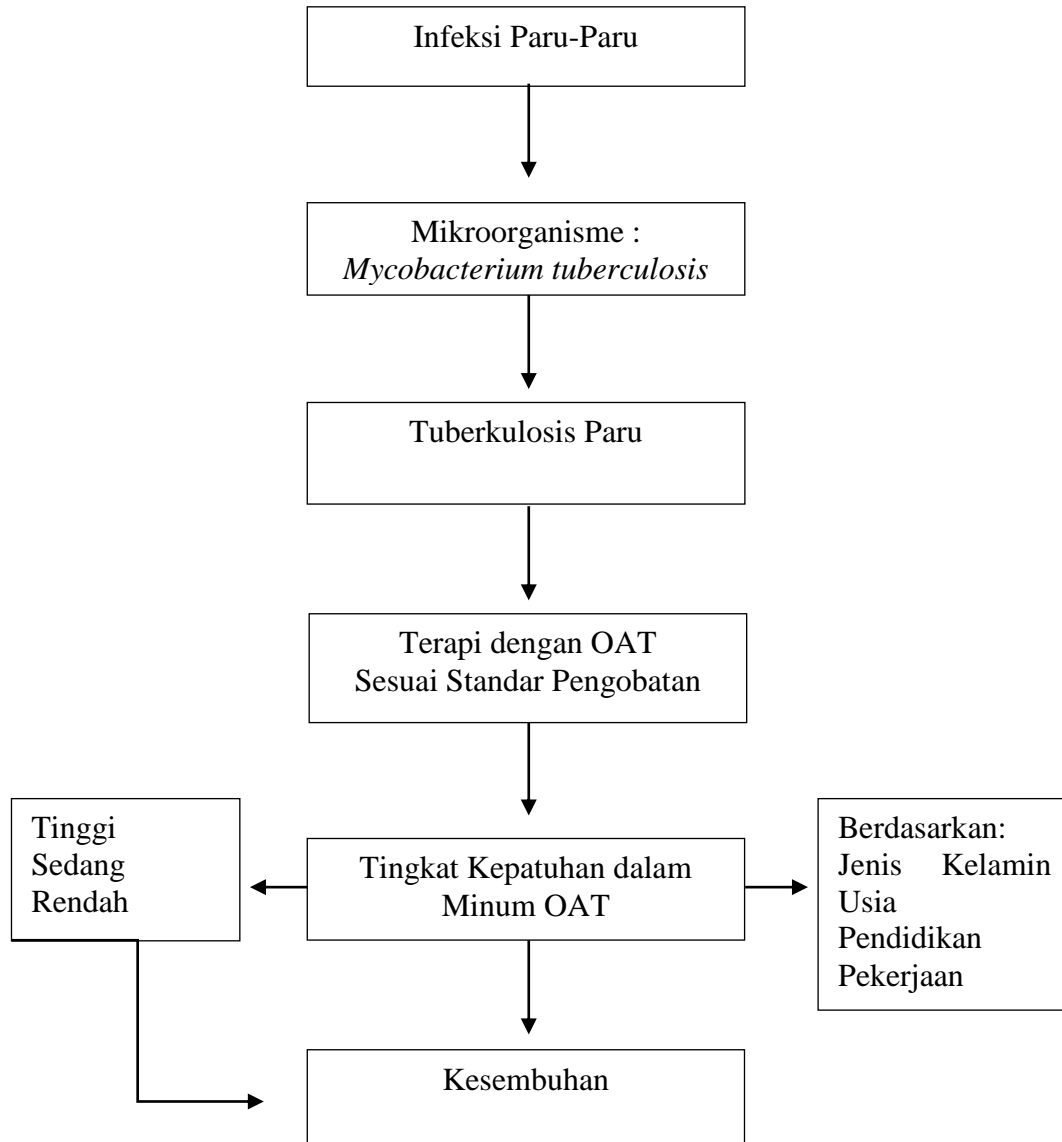 Infeksi Paru-Paru
Mikroorganisme :
Mycobacterium tuberculosis
Tuberkulosis Paru
Terapi dengan OAT
Sesuai Standar Pengobatan
Tinggi
Sedang
Rendah
Tingkat Kepatuhan dalam
Minum OAT
Berdasarkan:
Jenis Kelamin
Usia
Pendidikan
Pekerjaan
Kesembuhan